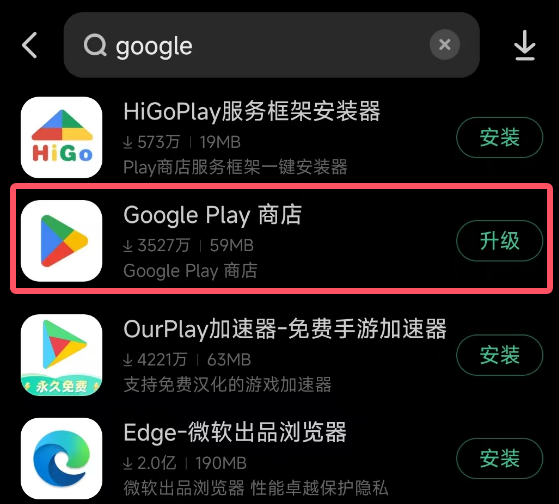 google
HiGoPlay服务框架安装器
HiGo
573万 | 19MB
安装
Play商店服务框架一键安装器
Google Play 商店
3527万 | 59MB
升级
Google Play 商店
OurPlay加速器-免费手游加速器
4221万 | 63MB
安装
永久免费
支持免费汉化的游戏加速器
Edge-微软出品浏览器
2.0亿 | 190MB
安装
微软出品浏览器 性能卓越保护隐私